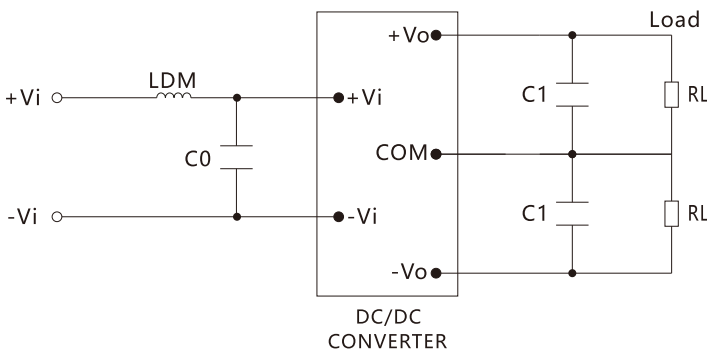 Load
+Vo
LDM
C1
RL
+Vi
+Vi
C0
COM
C1
RL
-Vi
-Vi
-Vo
DC/DC
CONVERTER